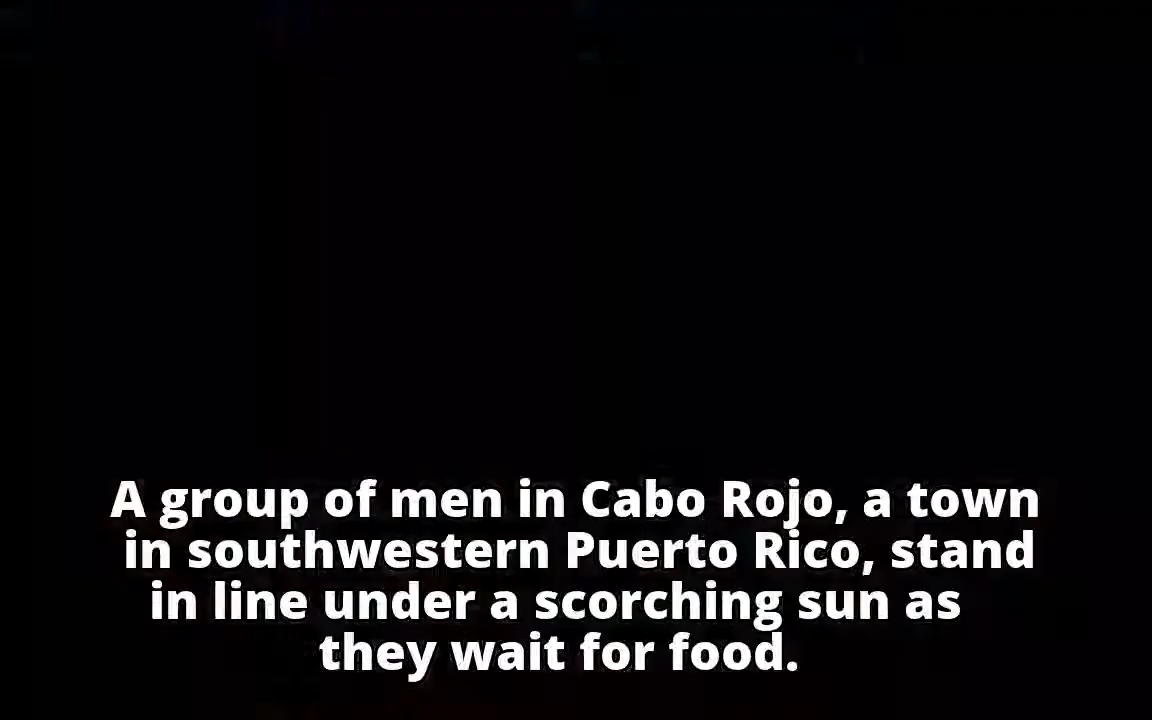 A group of men in Cabo Rojo, a town
in southwestern Puerto Rico, stand
in line under a scorching sun as
they wait for food.